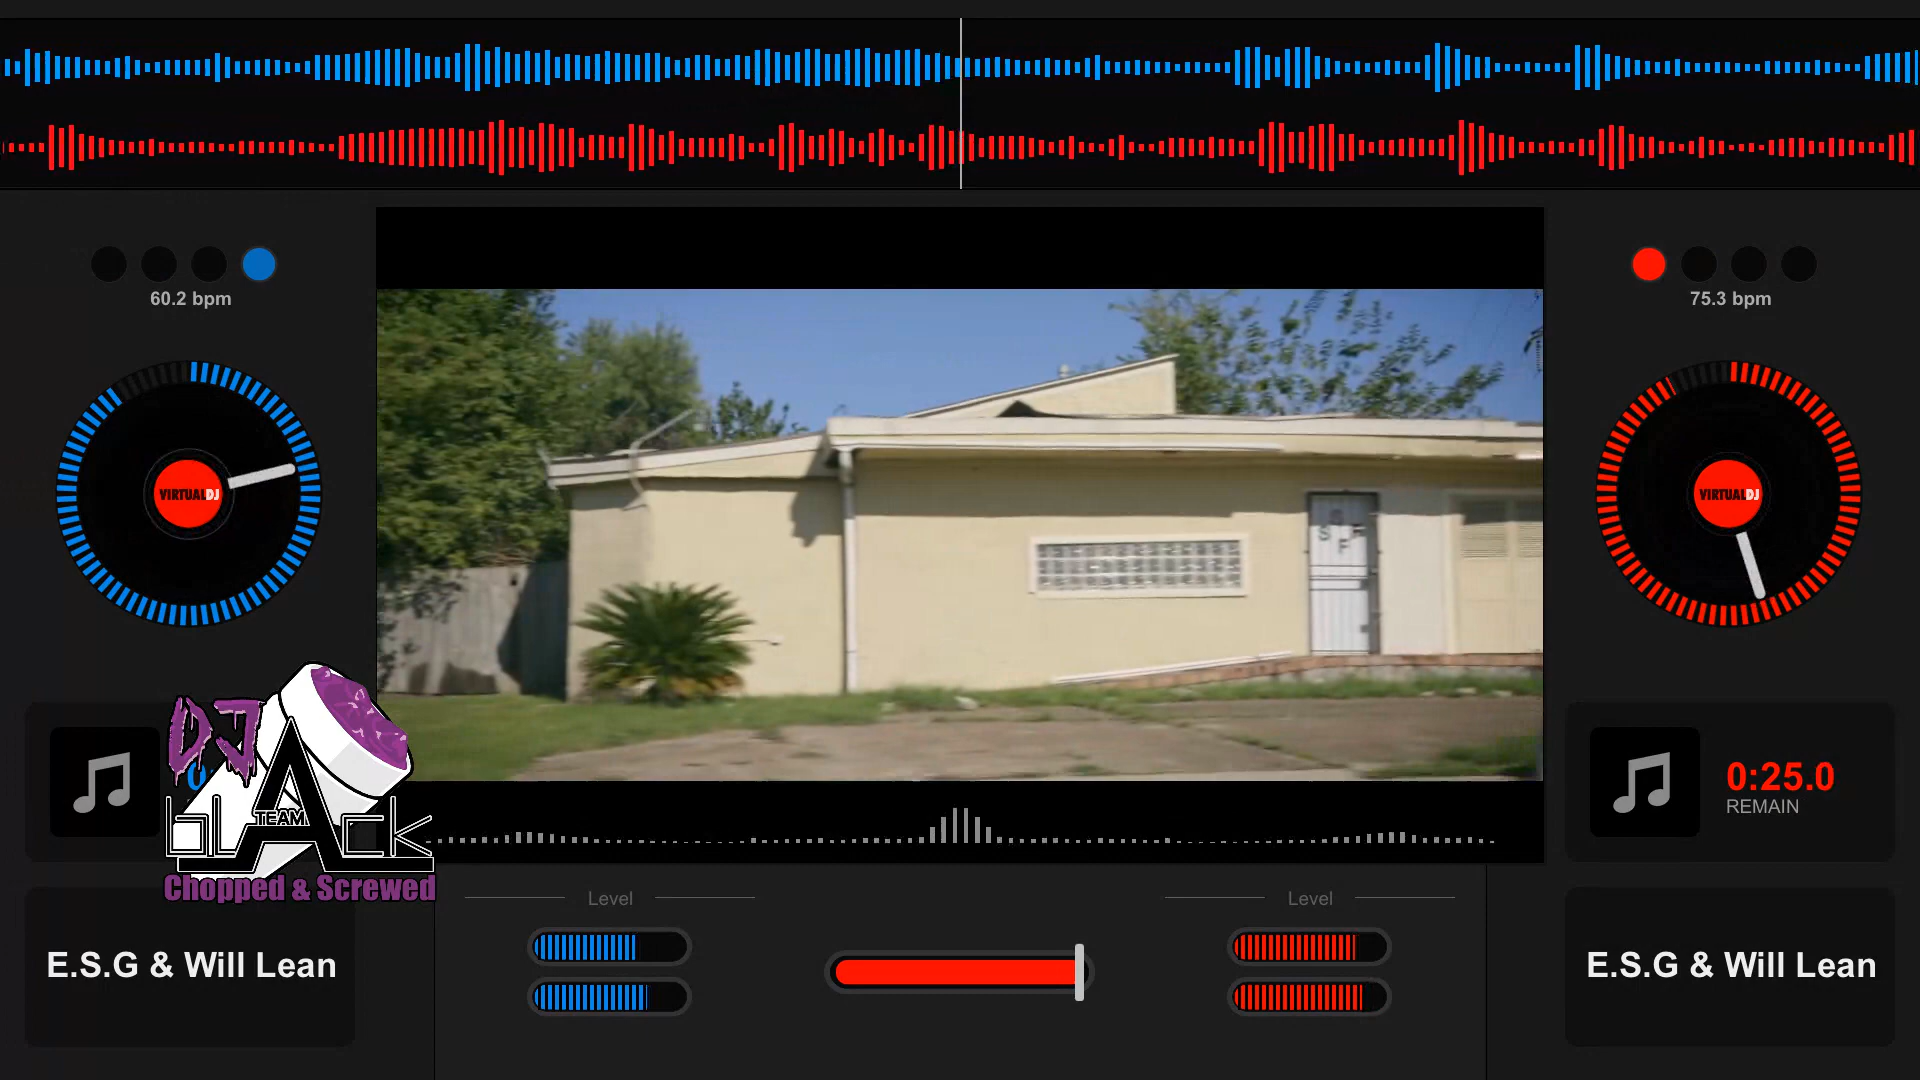 60.2 bpm
75.3 bpm
VIRTUALDJ
VIRTUALDJ
DJ
BLACK
TEAM
Chopped & Screwed
0:25.0
REMAIN
Level
Level
E.S.G & Will Lean
E.S.G & Will Lean